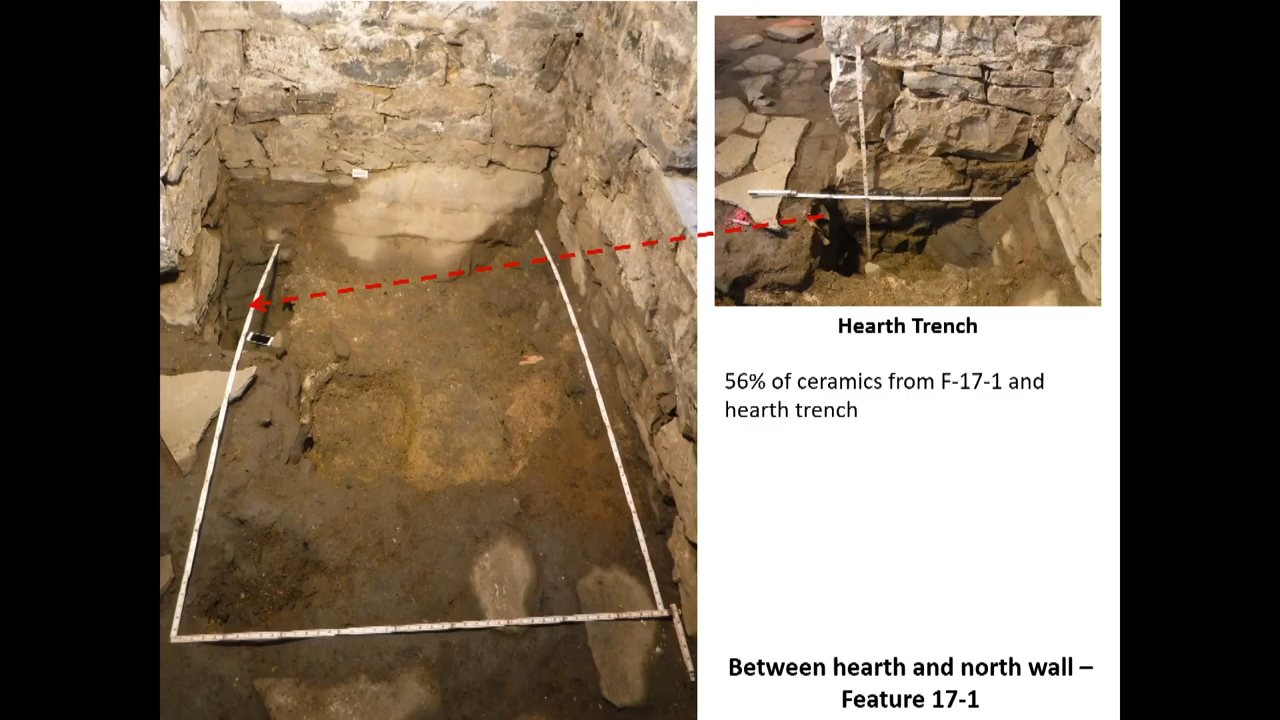 Hearth Trench
56% of ceramics from F-17-1 and
hearth trench
Between hearth and north wall –
Feature 17-1